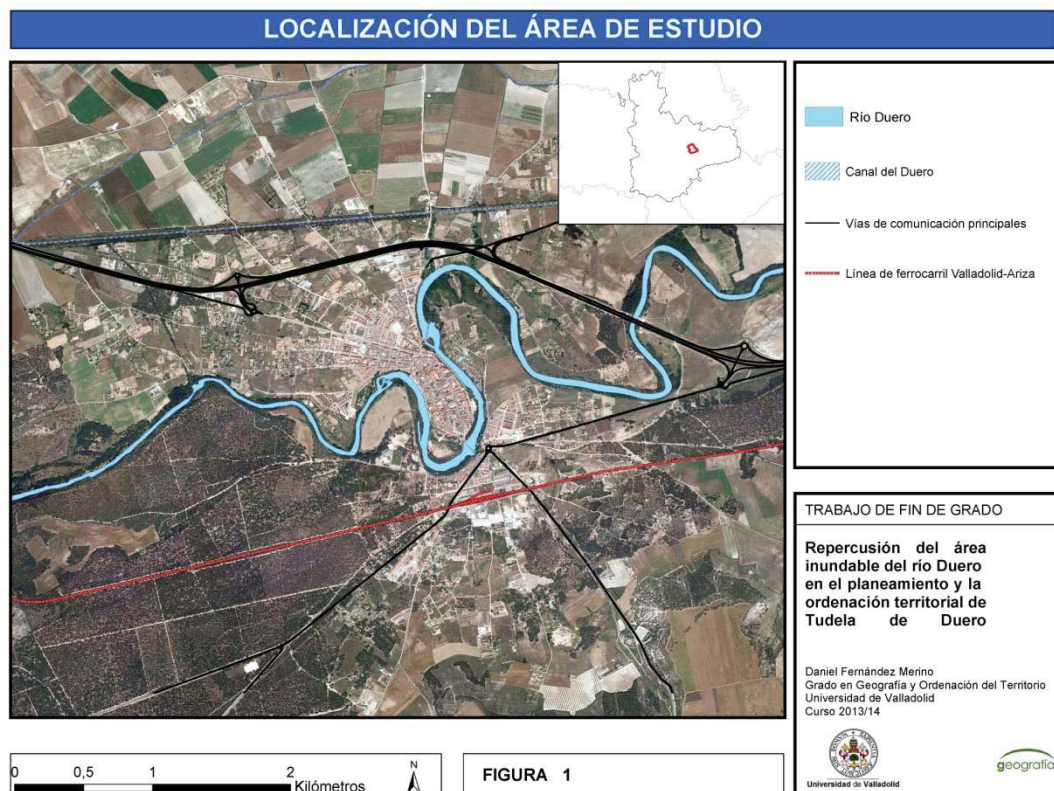 LOCALIZACIÓN DEL ÁREA DE ESTUDIO
Río Duero
Canal del Duero
Vías de comunicación principales
Línea de ferrocarril Valladolid-Ariza
TRABAJO DE FIN DE GRADO
Repercusión del área
inundable del río Duero
en el planeamiento y la
ordenación territorial de
Tudela de Duero
Daniel Fernández Merino
Grado en Geografía y Ordenación del Territorio
Universidad de Valladolid
Curso 2013/14
Universidad de Valladolid
geografía
0 0,5 1 2
Kilómetros
N
FIGURA 1